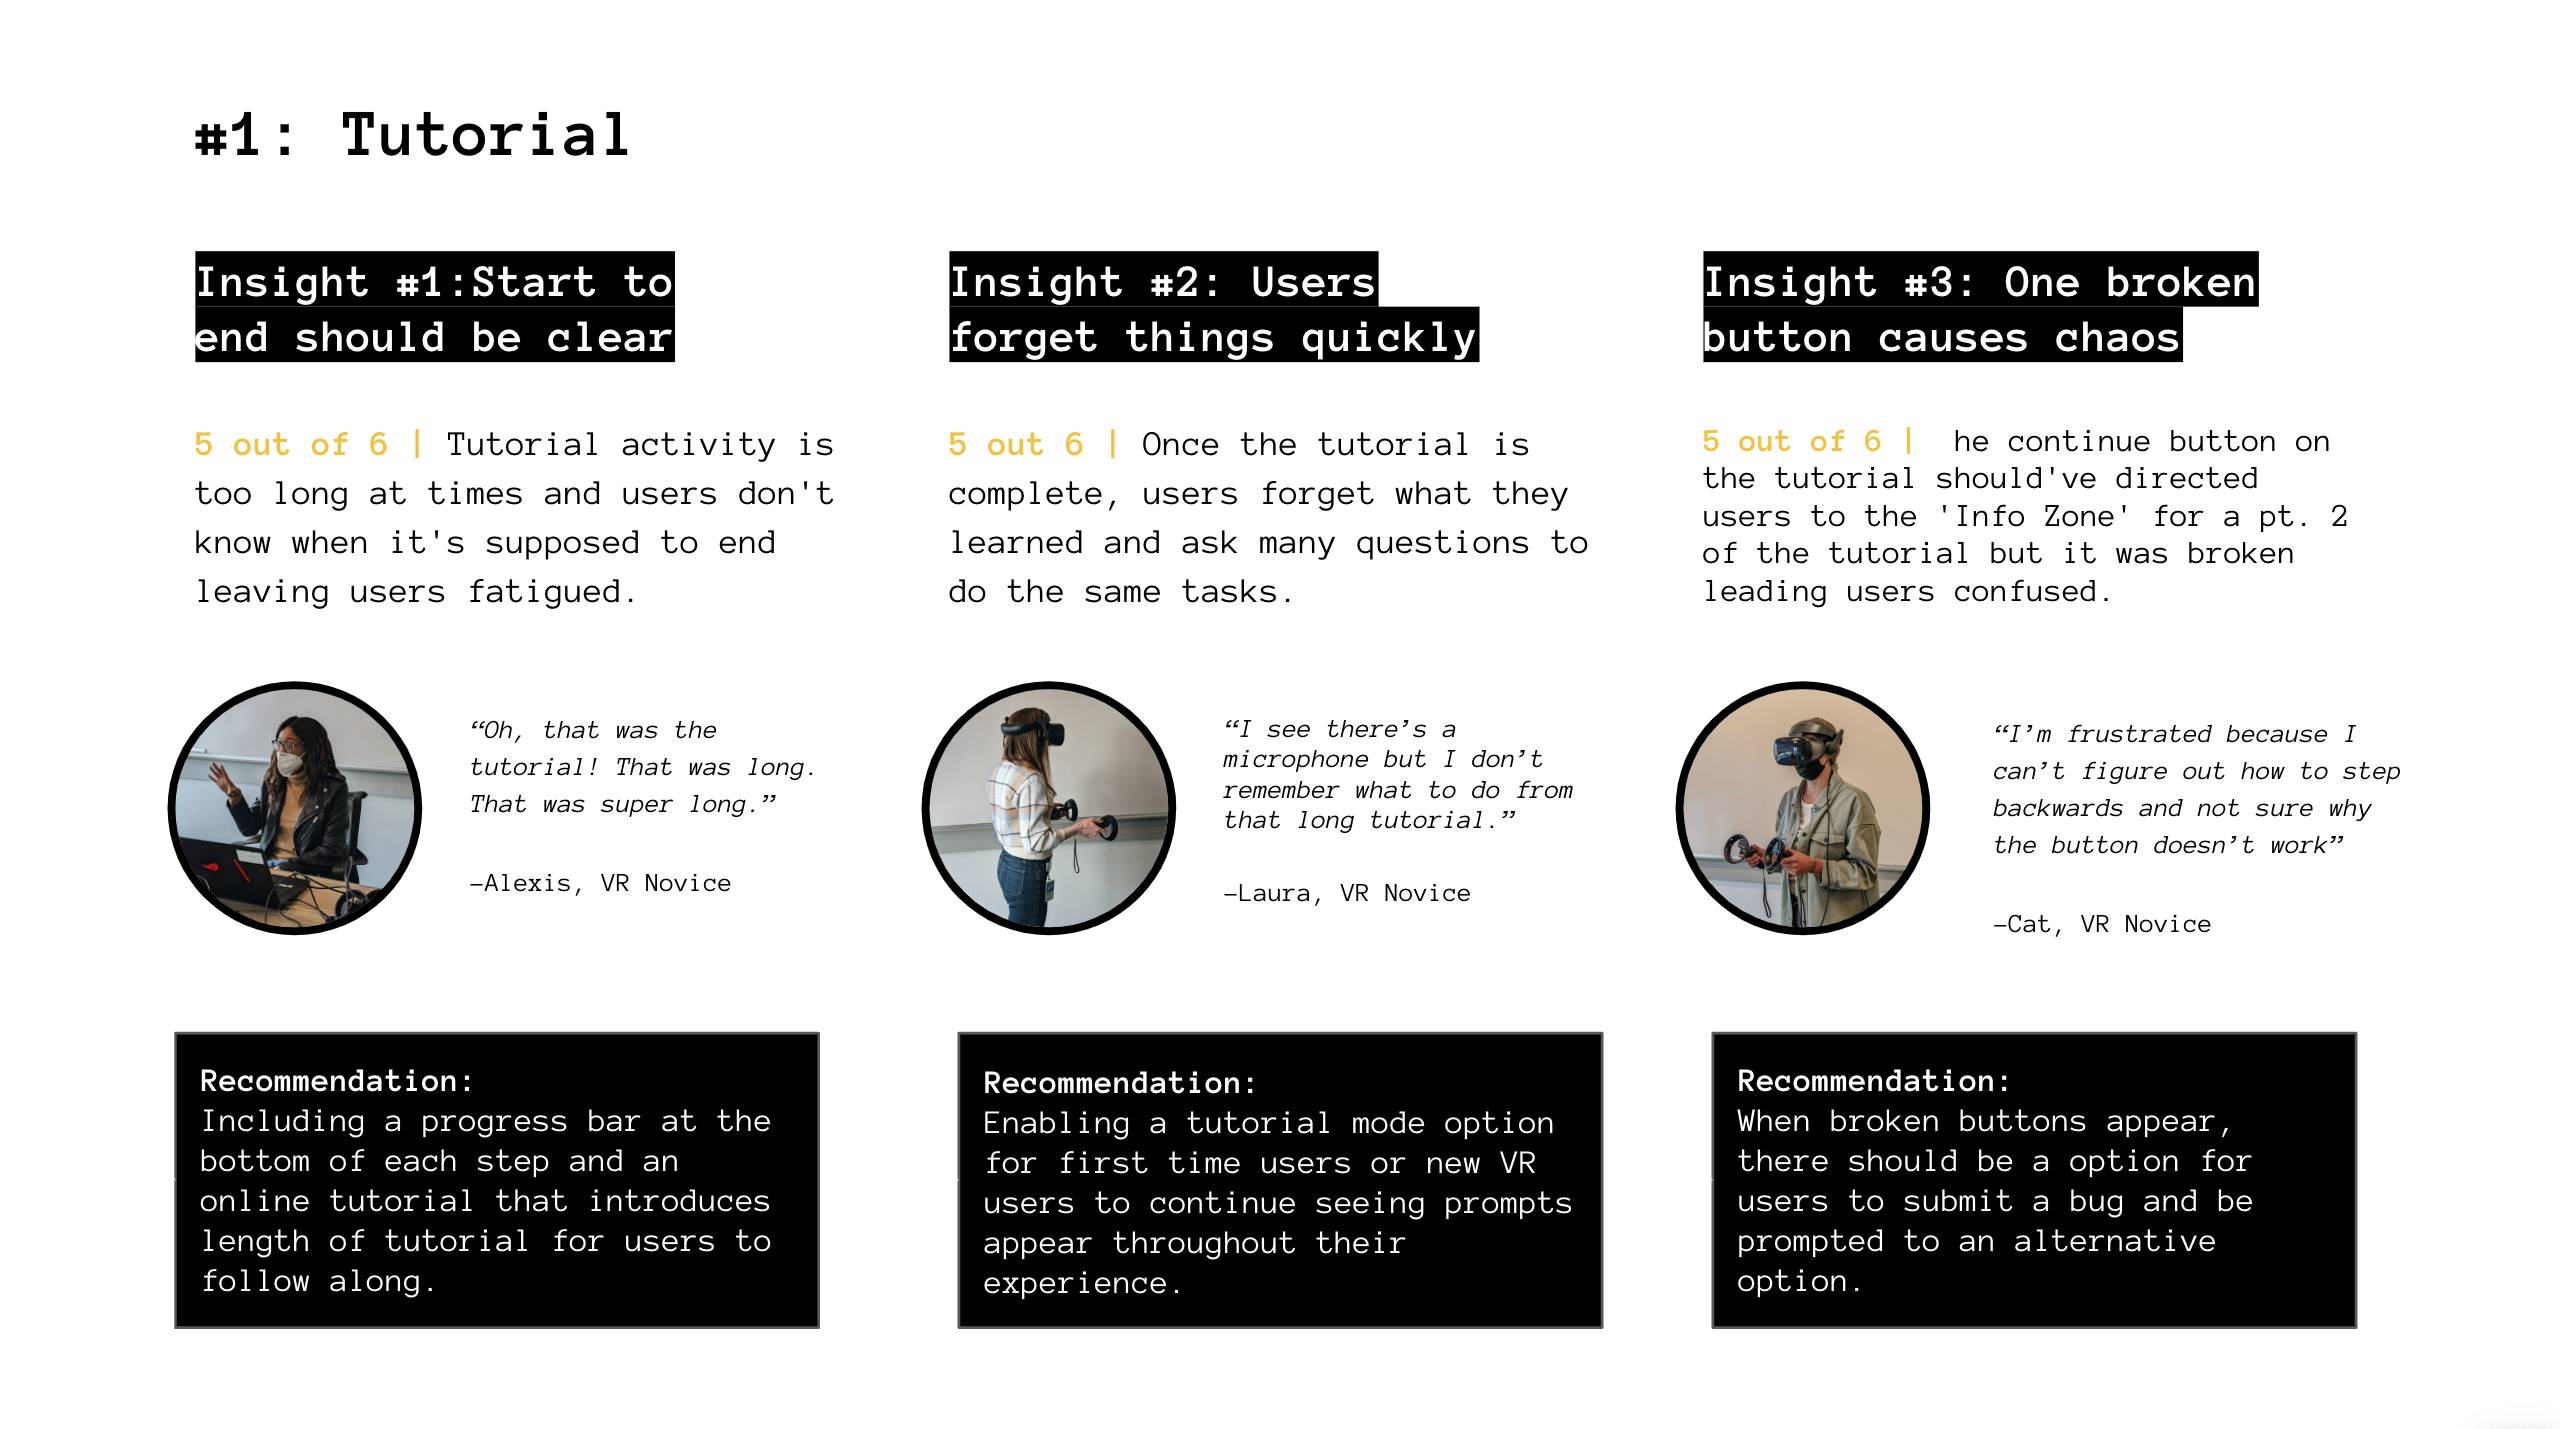 #1: Tutorial
Insight #1:Start to
end should be clear
5 out of 6 | Tutorial activity is
too long at times and users don't
know when it's supposed to end
leaving users fatigued.
“Oh, that was the
tutorial! That was long.
That was super long.”
—Alexis, VR Novice
Recommendation:
Including a progress bar at the
bottom of each step and an
online tutorial that introduces
length of tutorial for users to
follow along.
Insight #2: Users
forget things quickly
5 out 6 | Once the tutorial is
complete, users forget what they
learned and ask many questions to
do the same tasks.
“I see there’s a
microphone but I don’t
remember what to do from
that long tutorial.”
—Laura, VR Novice
Recommendation:
Enabling a tutorial mode option
for first time users or new VR
users to continue seeing prompts
appear throughout their
experience.
Insight #3: One broken
button causes chaos
5 out of 6 |  he continue button on
the tutorial should've directed
users to the 'Info Zone' for a pt. 2
of the tutorial but it was broken
leading users confused.
“I’m frustrated because I
can’t figure out how to step
backwards and not sure why
the button doesn’t work”
—Cat, VR Novice
Recommendation:
When broken buttons appear,
there should be a option for
users to submit a bug and be
prompted to an alternative
option.